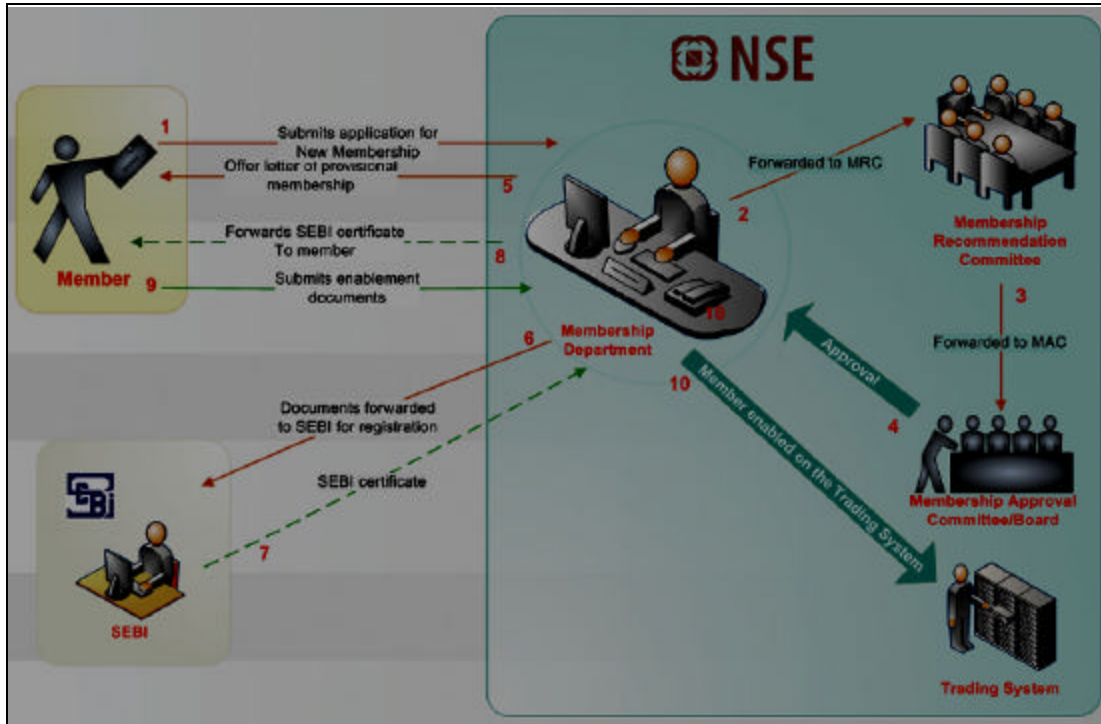 NSE
1
Submits application for
New Membership
Offer letter of provisional
membership
5
Forwarded to MRC
2
Membership
Recommendation
Committee
Forwards SEBI certificate
To member
8
Member
9
Submits enablement
documents
3
Forwarded to MAC
10
Membership
Department
6
10
Approval
4
Member enabled on the Trading System
Documents forwarded
to SEBI for registration
SEBI certificate
7
Membership Approval
Committee/Board
SEBI
SEBI
Trading System